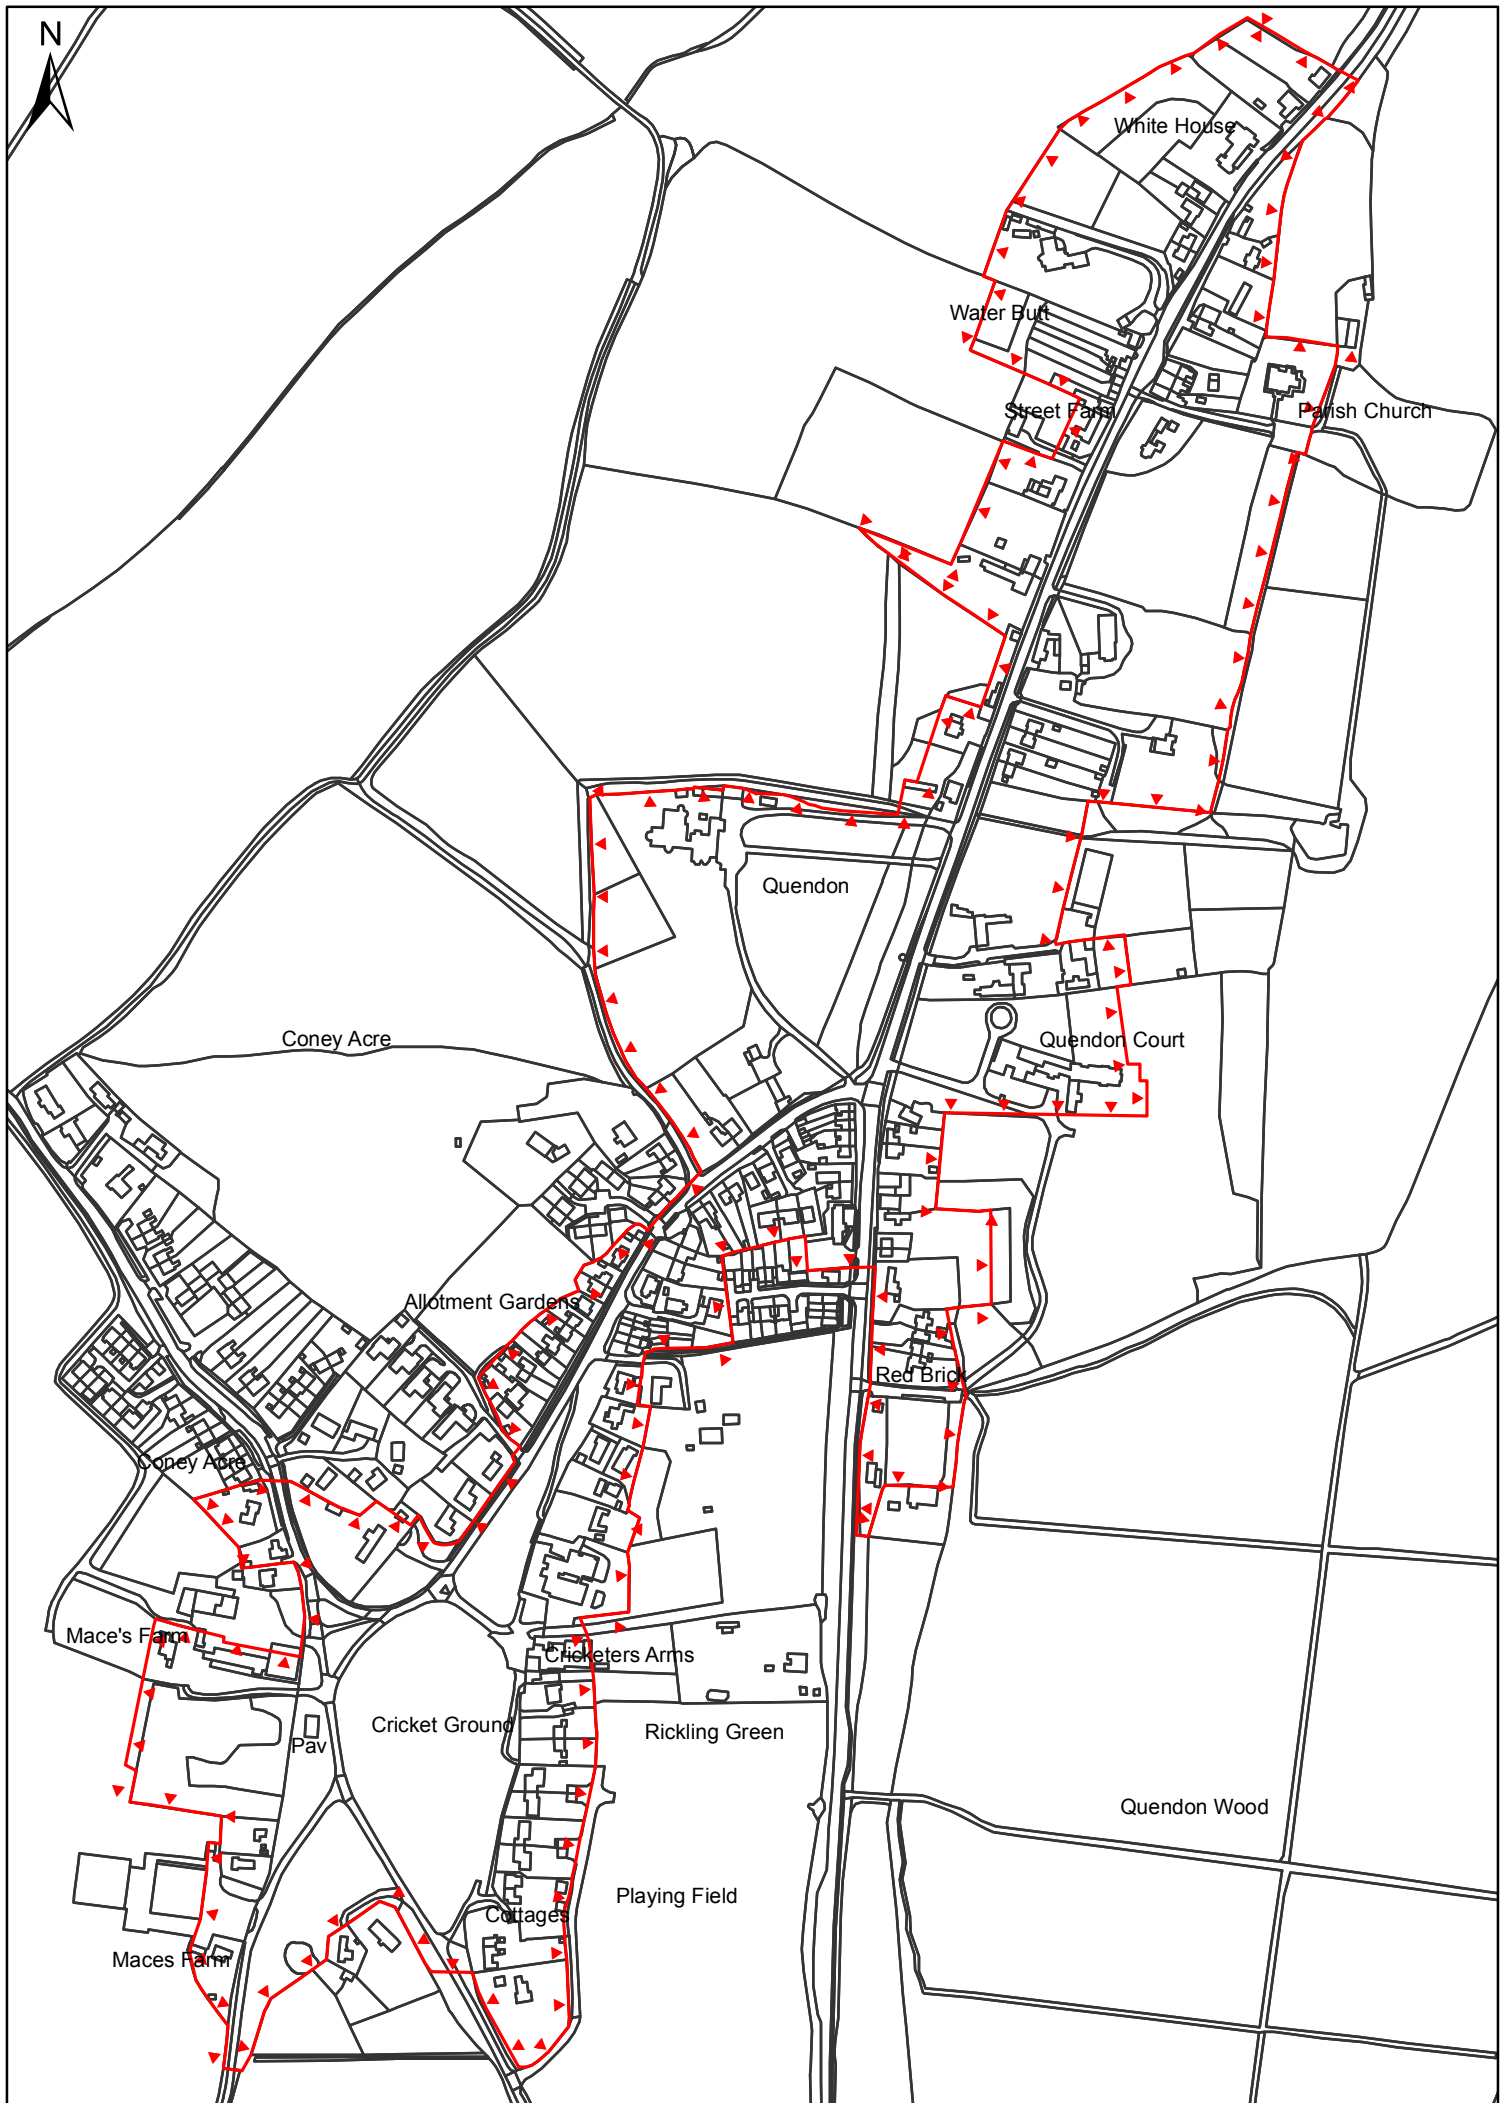 N
White House
Water Butt
Street Farm
Parish Church
Quendon
Coney Acre
Quendon Court
Allotment Gardens
Red Brick
Coney Acre
Mace's Farm
Cricketers Arms
Cricket Ground
Rickling Green
Pav
Quendon Wood
Playing Field
Cottages
Maces Farm